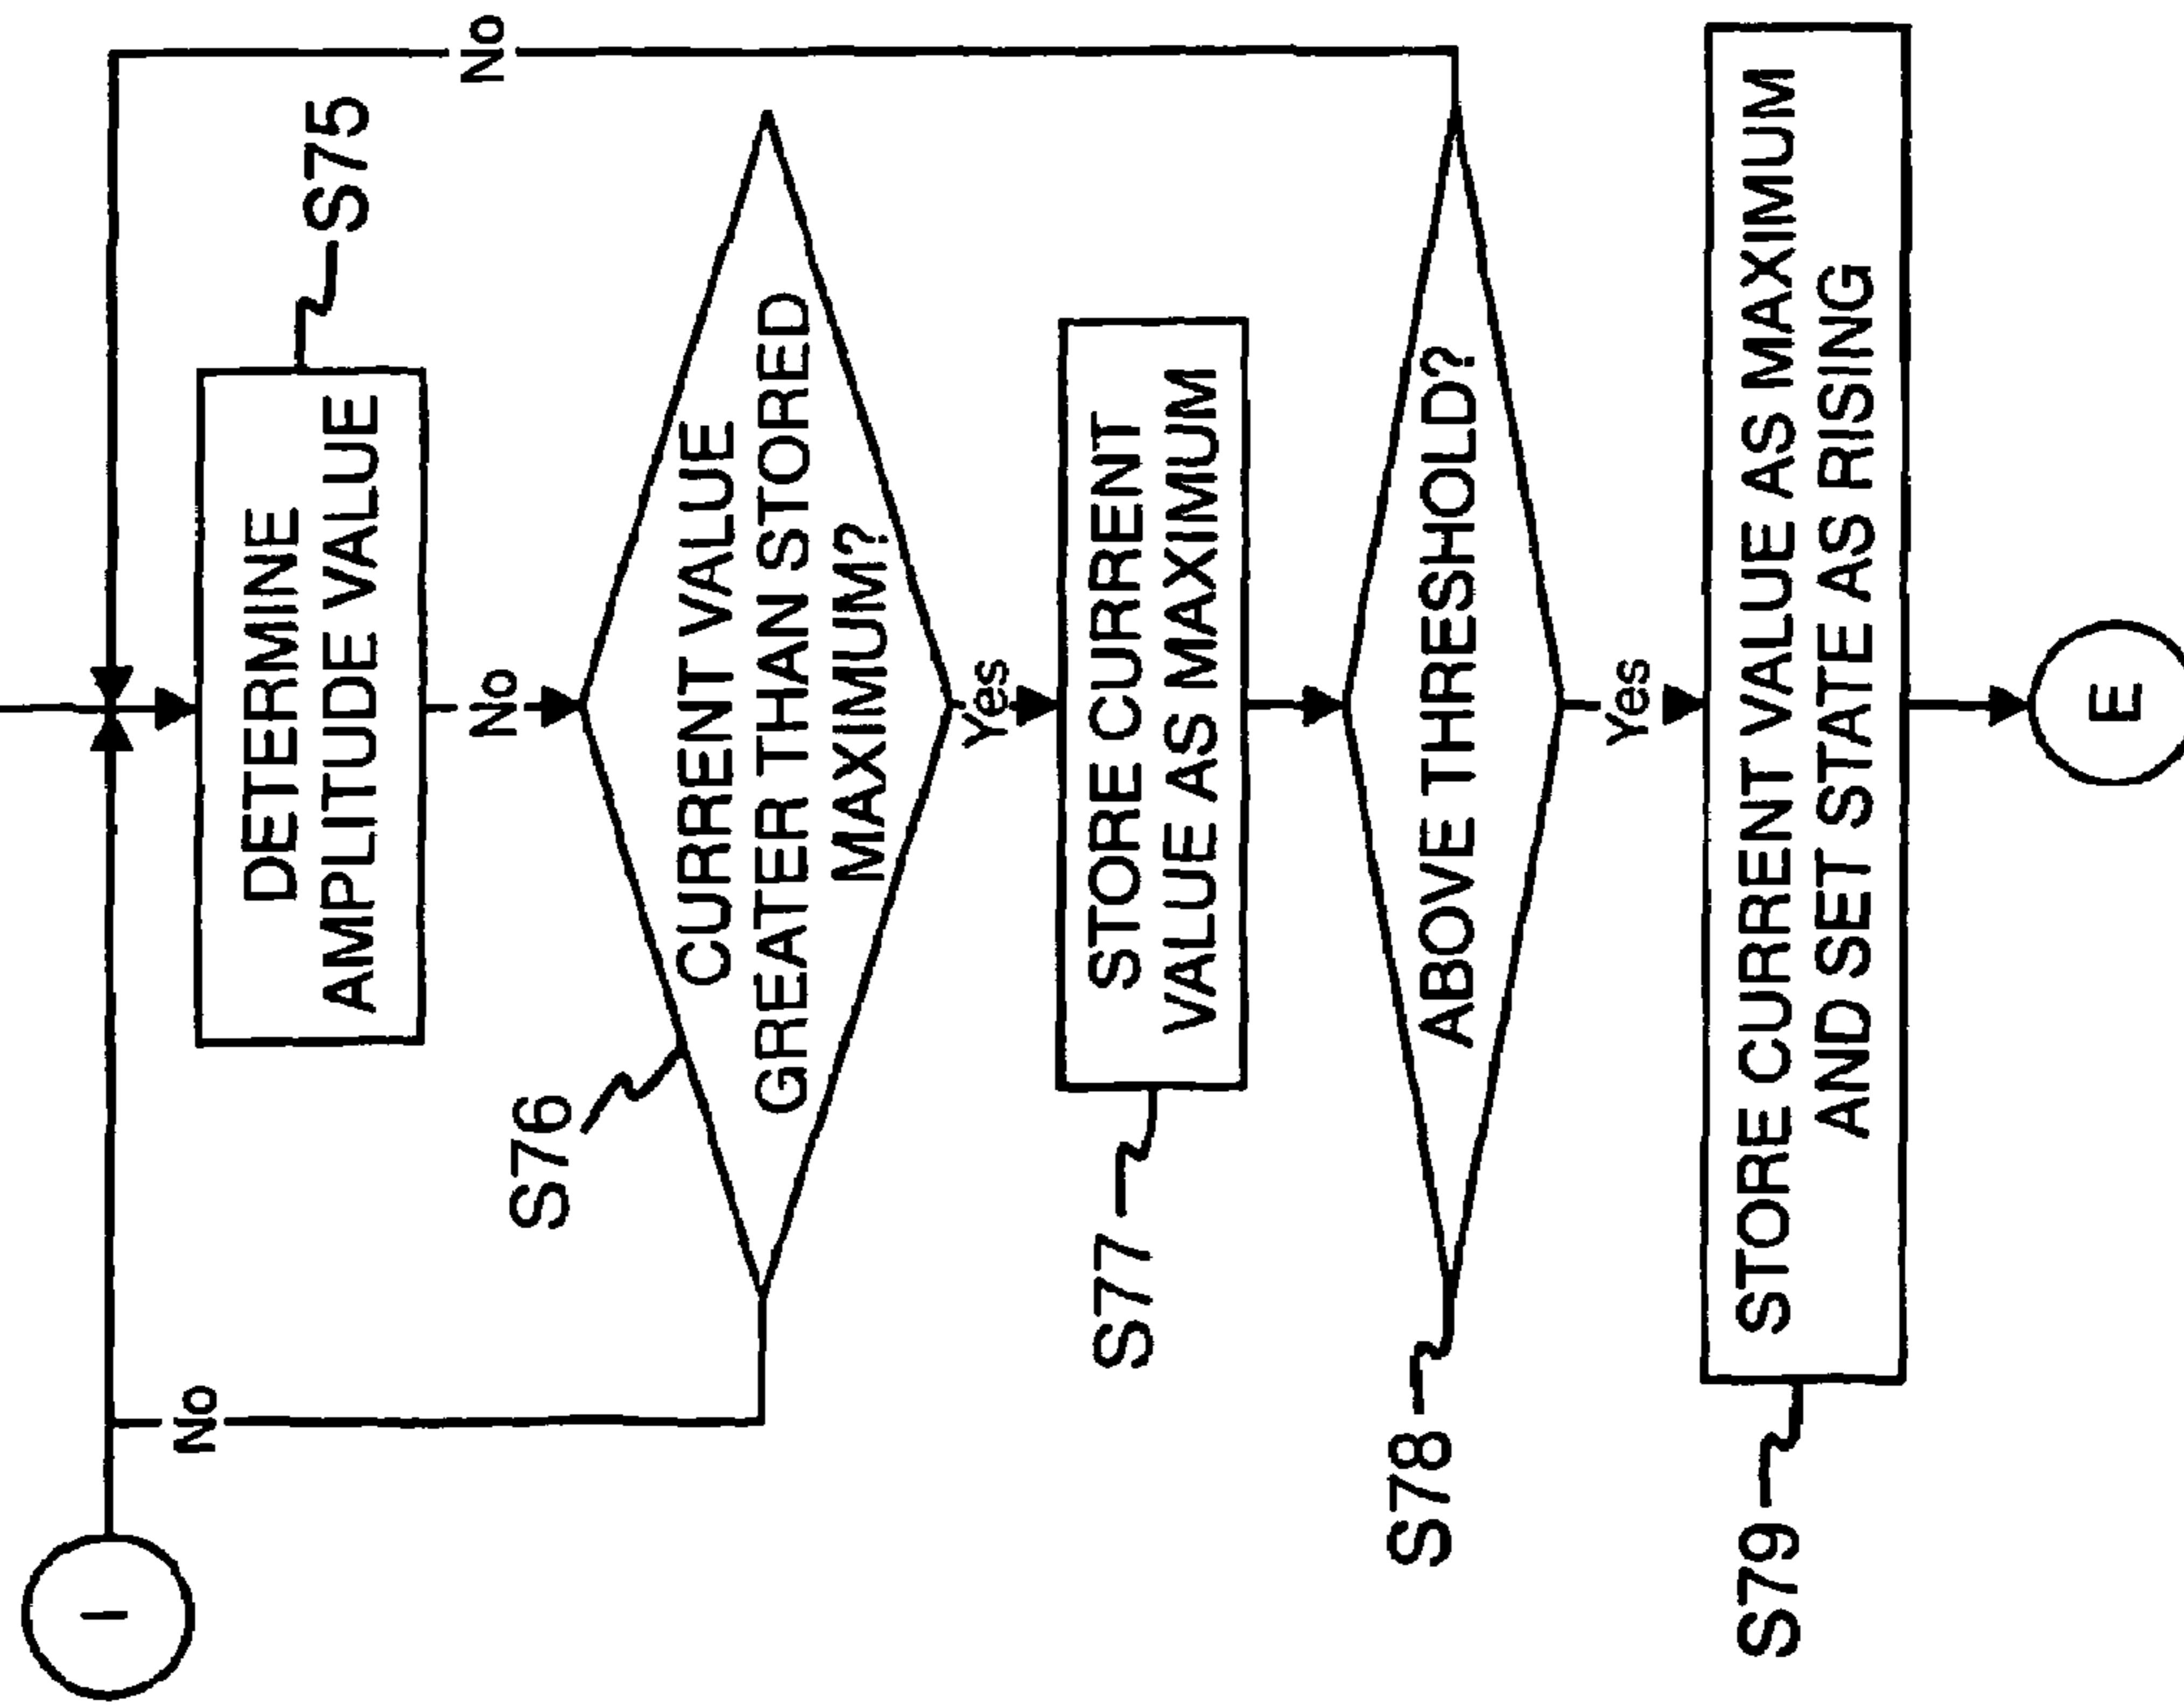 I
No
No
DETERMINE
AMPLITUDE VALUE
S75
No
S76
CURRENT VALUE
GREATER THAN STORED
MAXIMUM?
Yes
S77
STORE CURRENT
VALUE AS MAXIMUM
S78
ABOVE THRESHOLD?
Yes
S79
STORE CURRENT VALUE AS MAXIMUM
AND SET STATE AS RISING
E